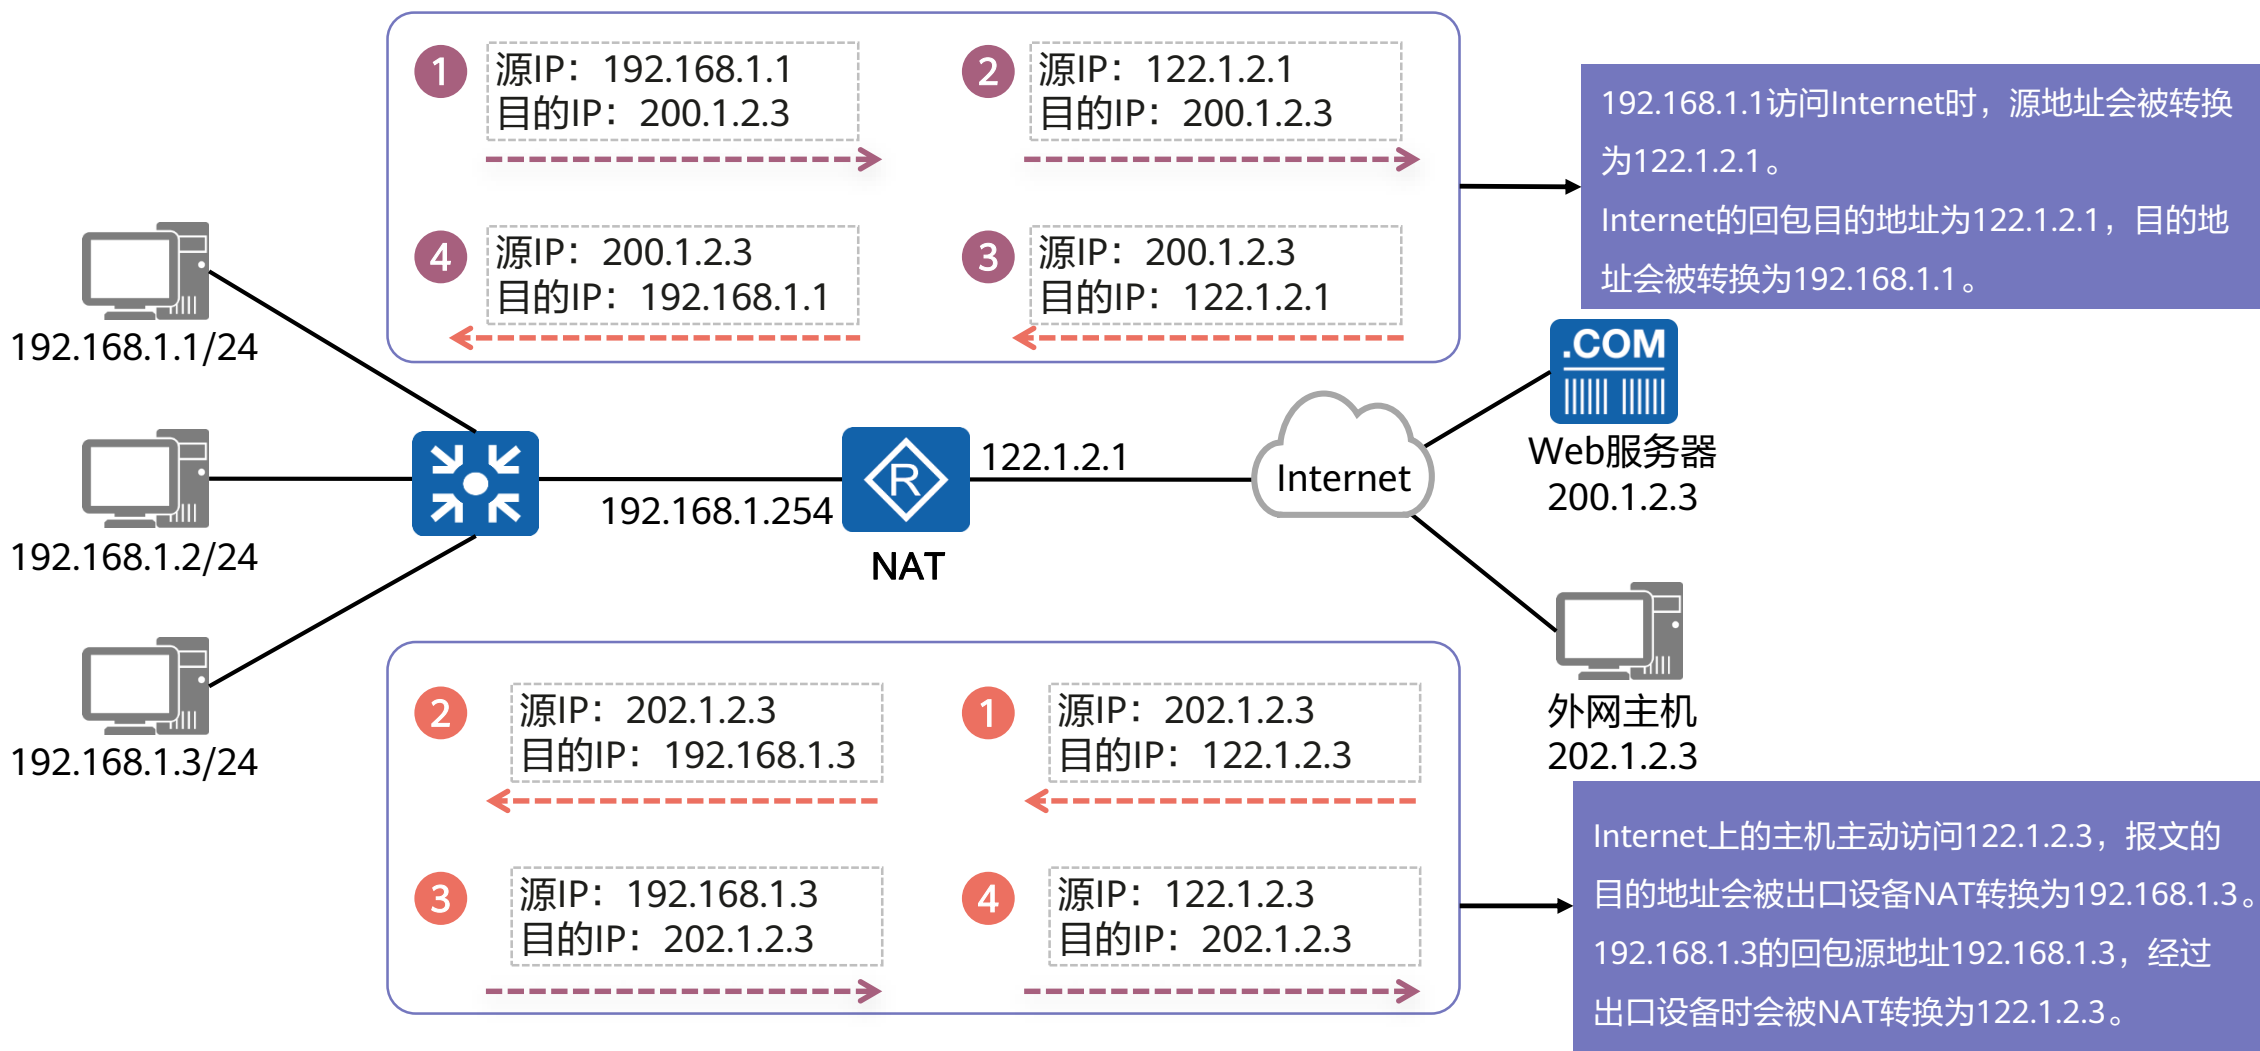 1
源IP：192.168.1.1
目的IP：200.1.2.3
2
源IP：122.1.2.1
目的IP：200.1.2.3
4
源IP：200.1.2.3
目的IP：192.168.1.1
3
源IP：200.1.2.3
目的IP：122.1.2.1
192.168.1.1访问Internet时，源地址会被转换
为122.1.2.1。
Internet的回包目的地址为122.1.2.1，目的地
址会被转换为192.168.1.1。
192.168.1.1/24
192.168.1.2/24
192.168.1.3/24
192.168.1.254
R
NAT
122.1.2.1
Internet
.COM
Web服务器
200.1.2.3
外网主机
202.1.2.3
2
源IP：202.1.2.3
目的IP：192.168.1.3
1
源IP：202.1.2.3
目的IP：122.1.2.3
3
源IP：192.168.1.3
目的IP：202.1.2.3
4
源IP：122.1.2.3
目的IP：202.1.2.3
Internet上的主机主动访问122.1.2.3，报文的
目的地址会被出口设备NAT转换为192.168.1.3。
192.168.1.3的回包源地址192.168.1.3，经过
出口设备时会被NAT转换为122.1.2.3。